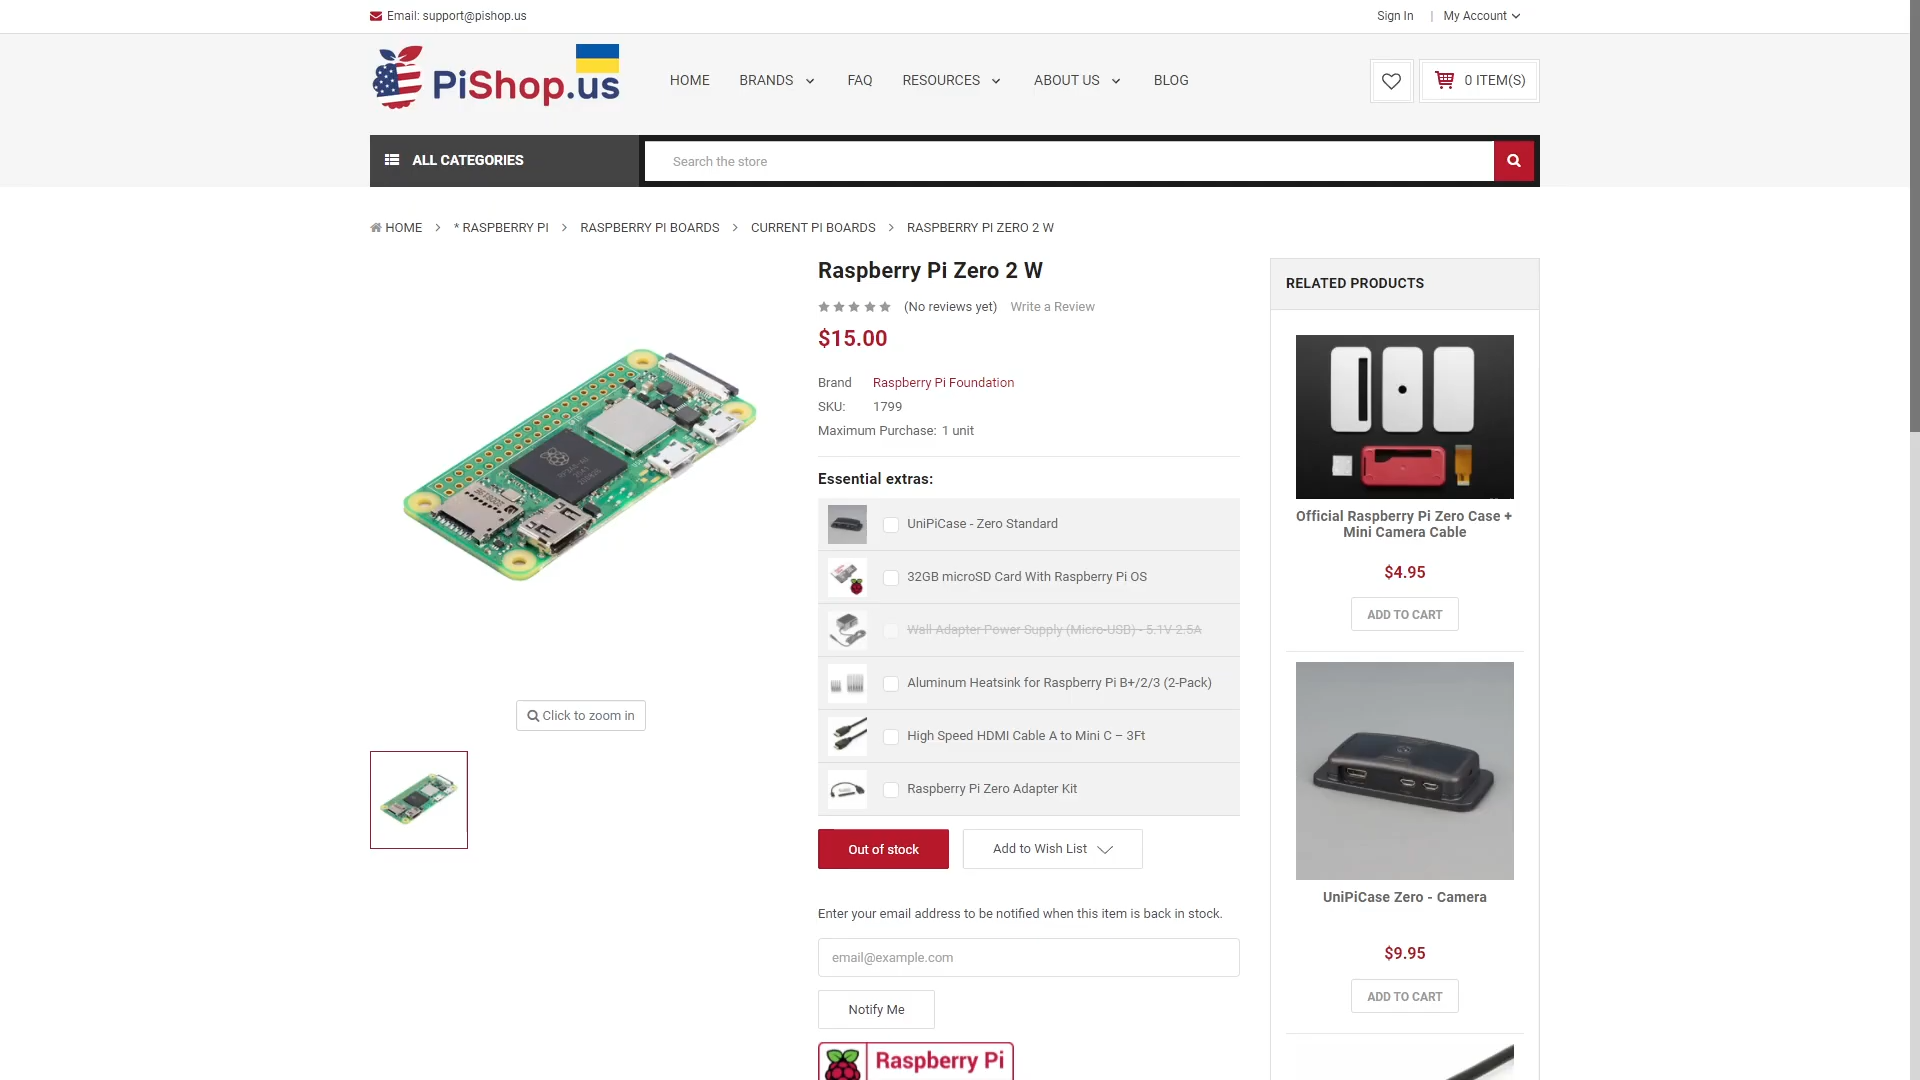 Email: support@pishop.us
Sign In | My Account
PiShop.us
HOME BRANDS FAQ RESOURCES ABOUT US BLOG
0 ITEM(S)
ALL CATEGORIES
Search the store
HOME > * RASPBERRY PI > RASPBERRY PI BOARDS > CURRENT PI BOARDS > RASPBERRY PI ZERO 2 W
Raspberry Pi Zero 2 W
(No reviews yet) Write a Review
$15.00
Brand Raspberry Pi Foundation
SKU: 1799
Maximum Purchase: 1 unit
Essential extras:
UniPiCase - Zero Standard
32GB microSD Card With Raspberry Pi OS
Wall Adapter Power Supply (Micro-USB) - 5.1V 2.5A
Aluminum Heatsink for Raspberry Pi B+/2/3 (2-Pack)
High Speed HDMI Cable A to Mini C – 3Ft
Raspberry Pi Zero Adapter Kit
Out of stock
Add to Wish List
Enter your email address to be notified when this item is back in stock.
email@example.com
Notify Me
Raspberry Pi
Click to zoom in
RELATED PRODUCTS
Official Raspberry Pi Zero Case +
Mini Camera Cable
$4.95
ADD TO CART
UniPiCase Zero - Camera
$9.95
ADD TO CART